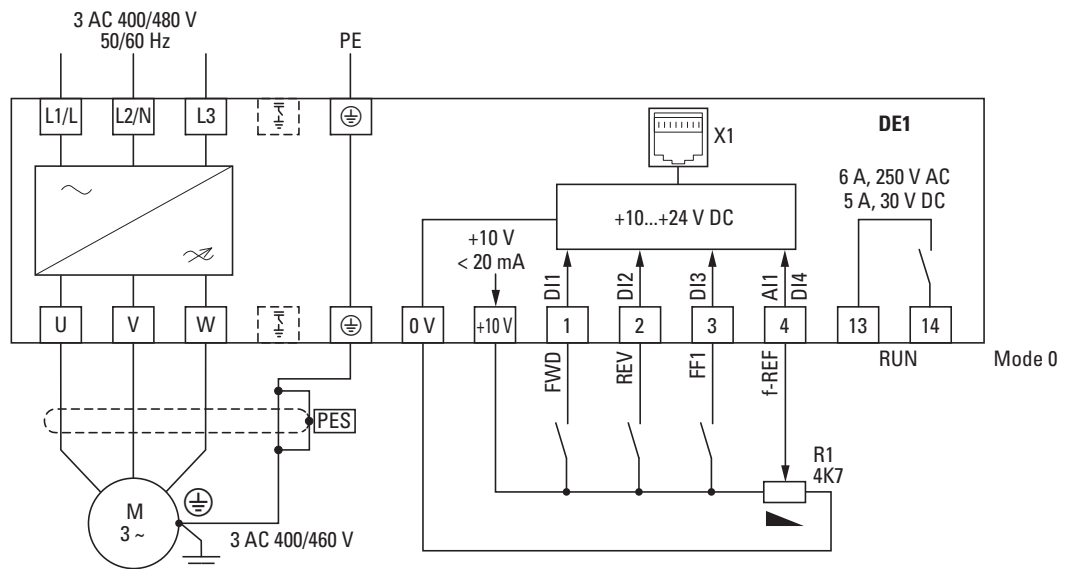 3 AC 400/480 V
50/60 Hz
PE
L1/L
L2/N
L3
X1
DE1
6 A, 250 V AC
5 A, 30 V DC
+10...+24 V DC
+10 V
< 20 mA
DI1
DI2
DI3
AI1
DI4
U
V
W
0 V
+10 V
1
2
3
4
13
14
FWD
REV
FF1
f-REF
RUN
Mode 0
PES
R1
4K7
M
3 ~
3 AC 400/460 V